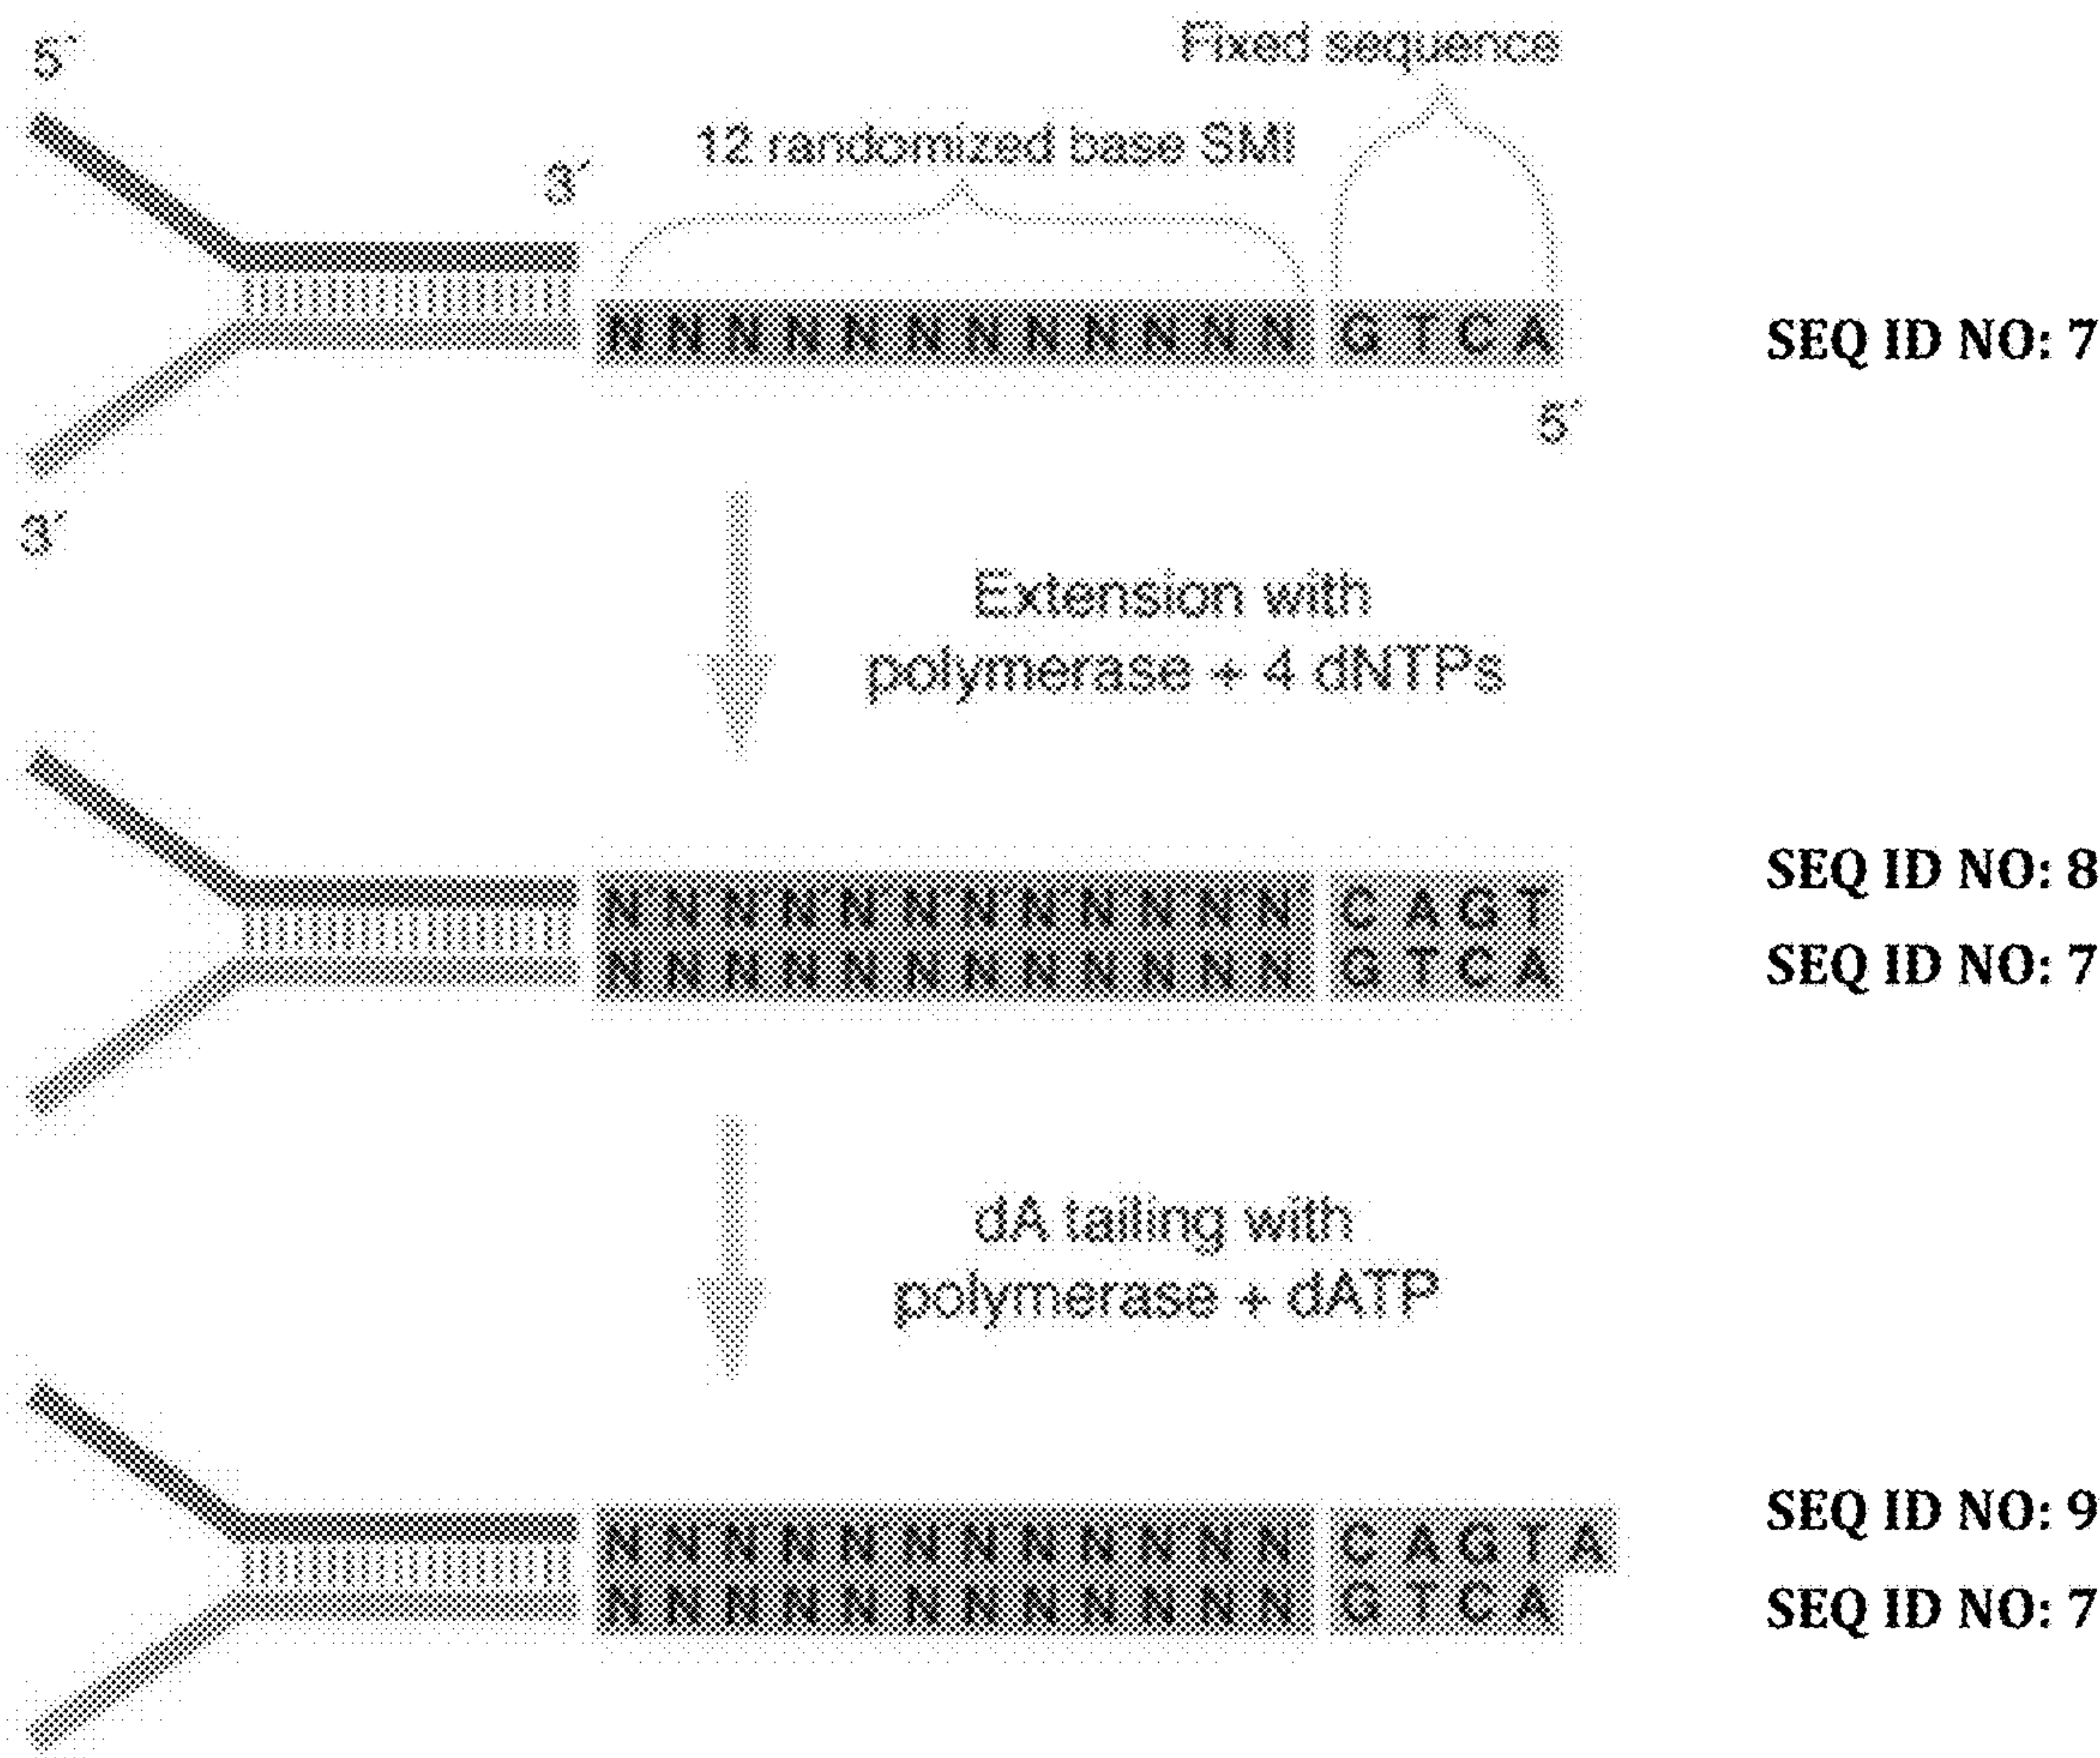 5´
Fixed sequence
12 randomized base SMI
3´
N N N N N N N N N N N N G T C A
SEQ ID NO: 7
5´
3´
Extension with
polymerase + 4 dNTPs
N N N N N N N N N N N N C A G T
SEQ ID NO: 8
N N N N N N N N N N N N G T C A
SEQ ID NO: 7
dA tailing with
polymerase + dATP
N N N N N N N N N N N N C A G T A
SEQ ID NO: 9
N N N N N N N N N N N N G T C A
SEQ ID NO: 7